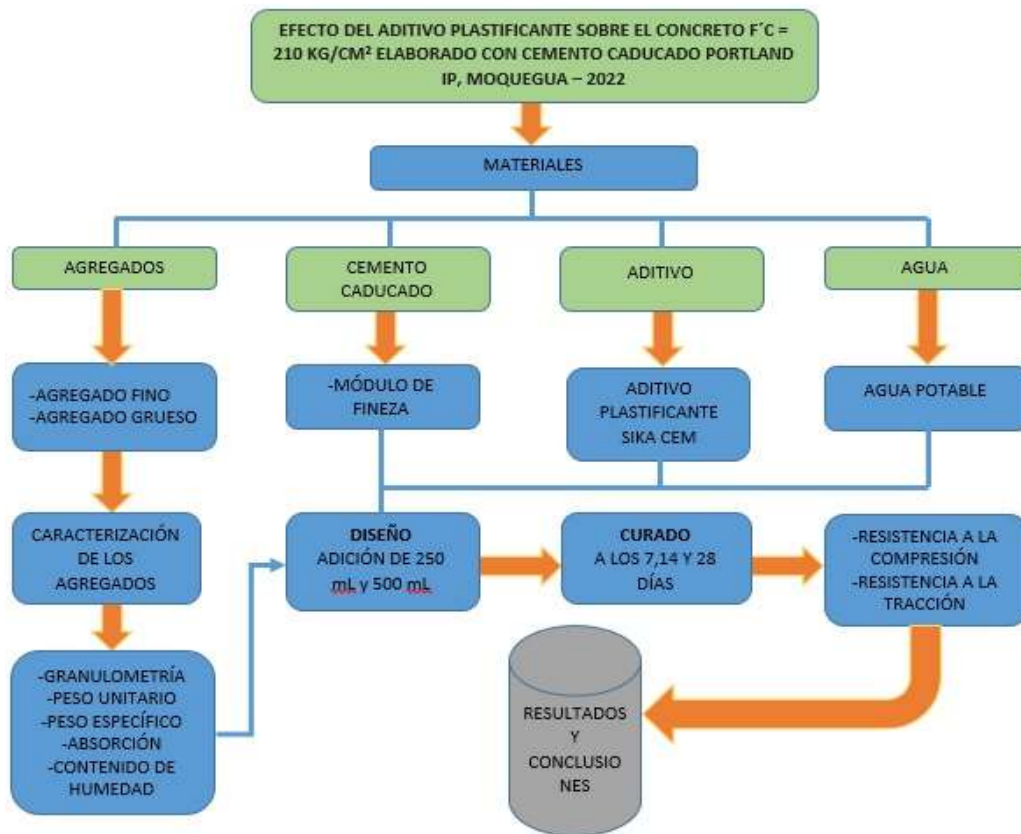 EFECTO DEL ADITIVO PLASTIFICANTE SOBRE EL CONCRETO F´C =
210 KG/CM² ELABORADO CON CEMENTO CADUCADO PORTLAND
IP, MOQUEGUA – 2022
MATERIALES
AGREGADOS
CEMENTO
CADUCADO
ADITIVO
AGUA
-AGREGADO FINO
-AGREGADO GRUESO
-MÓDULO DE
FINEZA
ADITIVO
PLASTIFICANTE
SIKA CEM
AGUA POTABLE
CARACTERIZACIÓN
DE LOS
AGREGADOS
DISEÑO
ADICIÓN DE 250
mL y 500 mL
CURADO
A LOS 7,14 Y 28
DÍAS
-RESISTENCIA A LA
COMPRESIÓN
-RESISTENCIA A LA
TRACCIÓN
-GRANULOMETRÍA
-PESO UNITARIO
-PESO ESPECÍFICO
-ABSORCIÓN
-CONTENIDO DE
HUMEDAD
RESULTADOS
Y
CONCLUSIO
NES